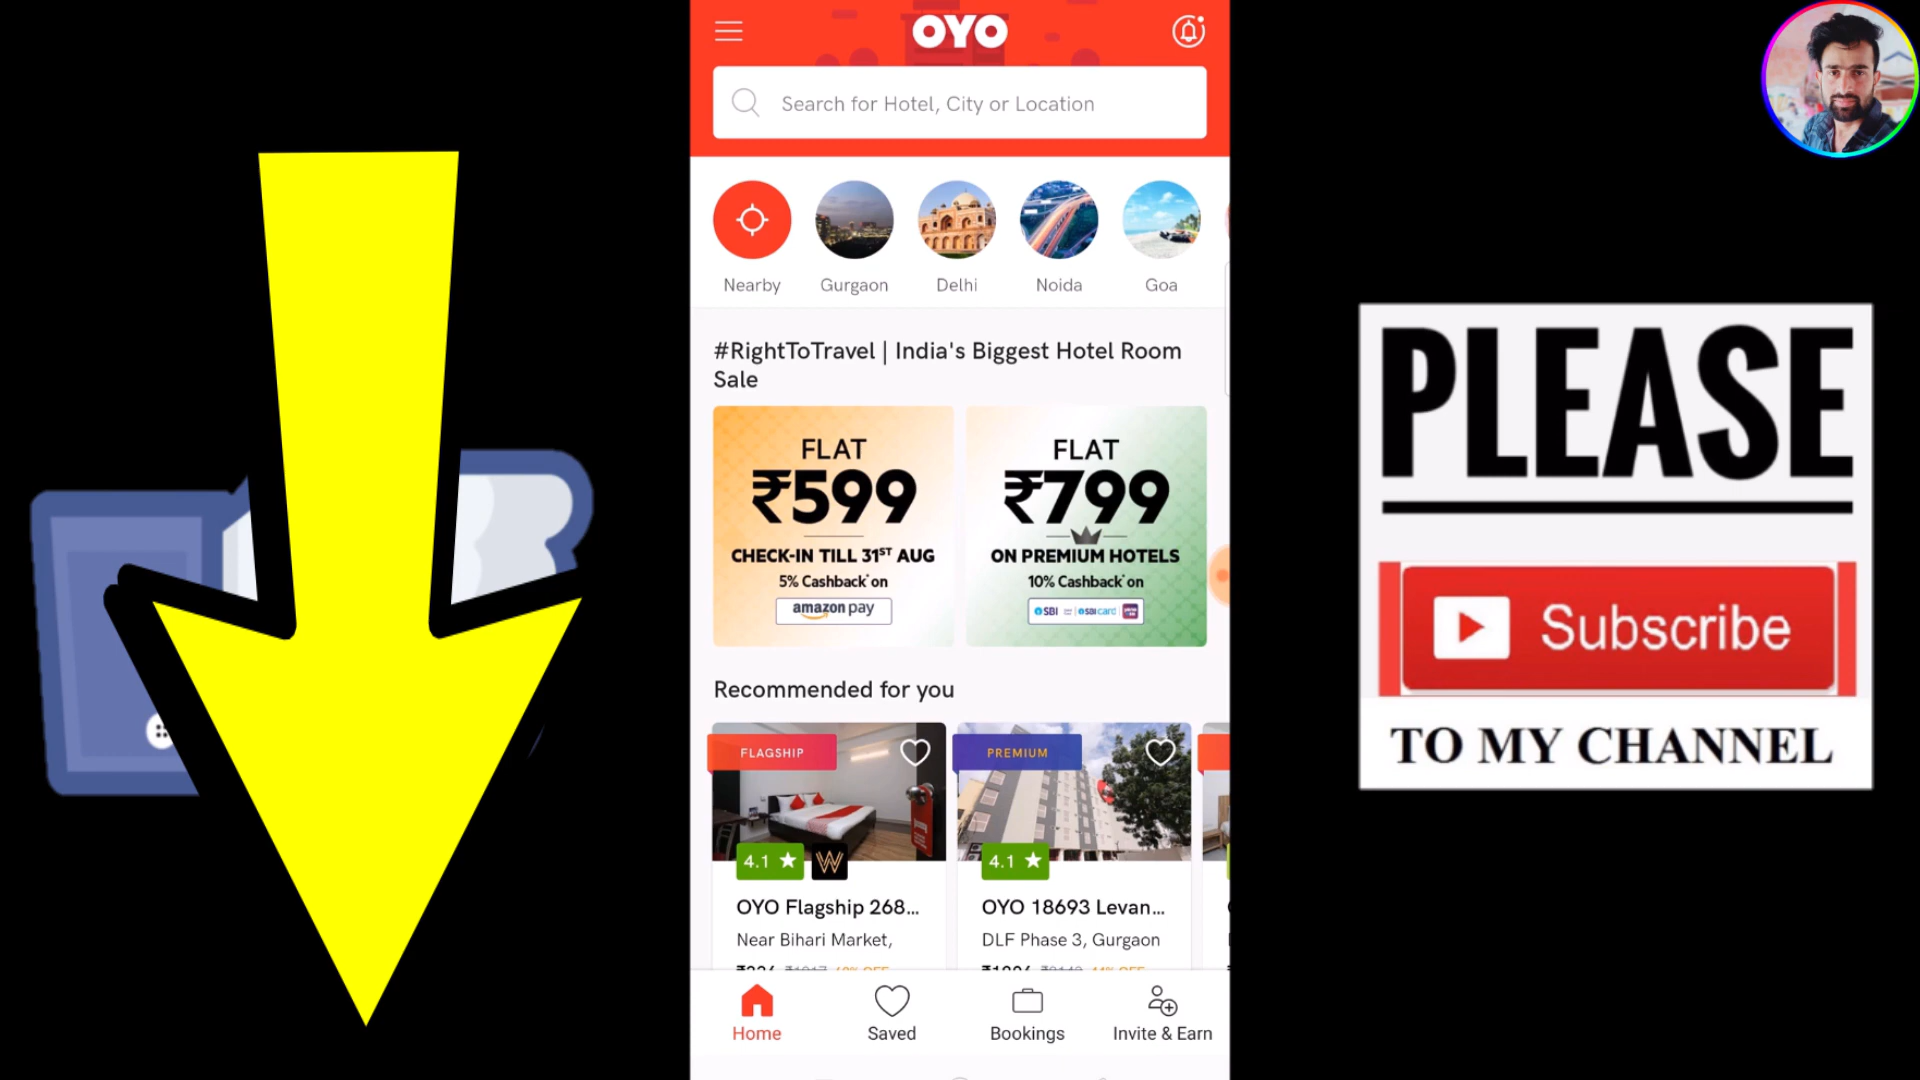 OYO
Search for Hotel, City or Location
Nearby
Gurgaon
Delhi
Noida
Goa
#RightToTravel | India's Biggest Hotel Room
Sale
FLAT
₹599
CHECK-IN TILL 31ST AUG
5% Cashback* on
amazon pay
FLAT
₹799
ON PREMIUM HOTELS
10% Cashback* on
SBI
SBI card
Recommended for you
FLAGSHIP
4.1
W
OYO Flagship 268...
Near Bihari Market,
PREMIUM
4.1
OYO 18693 Levan...
DLF Phase 3, Gurgaon
Home
Saved
Bookings
Invite & Earn
PLEASE
Subscribe
TO MY CHANNEL